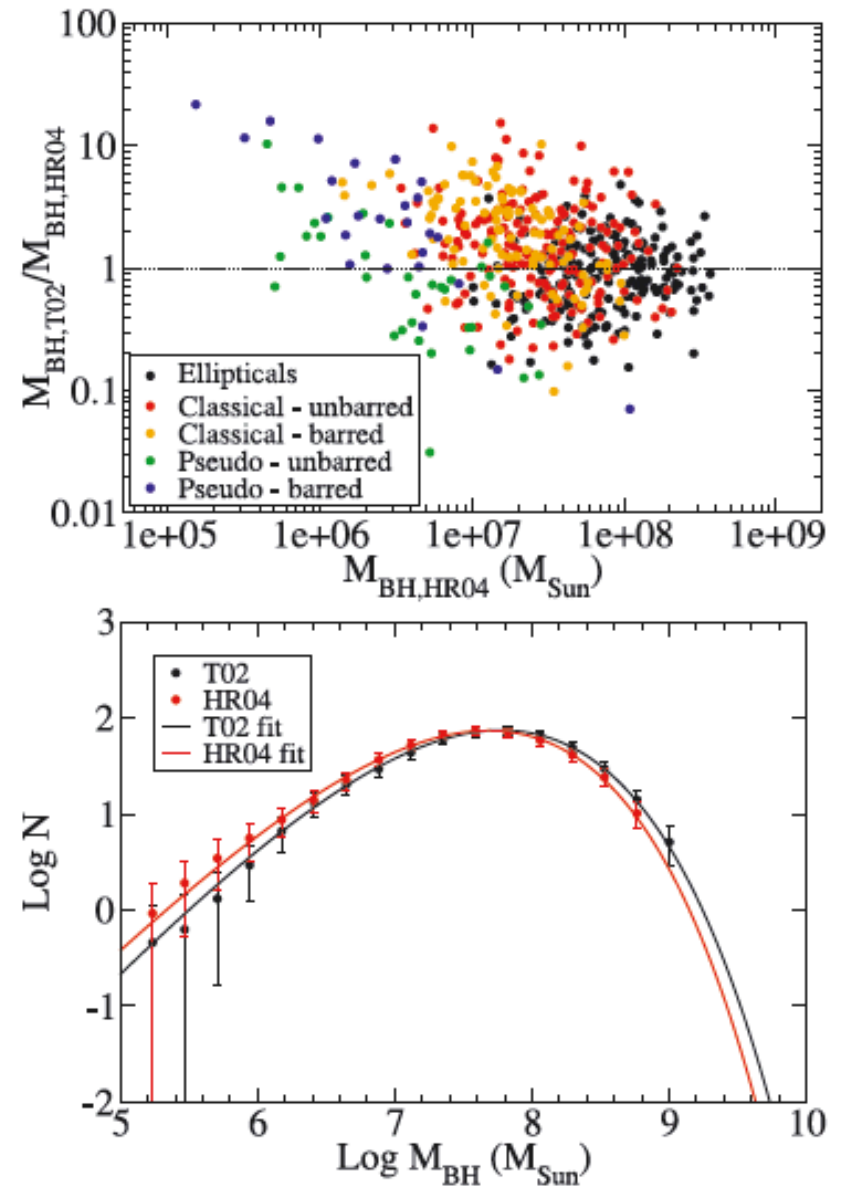 100
10
1
0.1
0.01
M_BH,T02/M_BH,HR04
Ellipticals
Classical - unbarred
Classical - barred
Pseudo - unbarred
Pseudo - barred
1e+05 1e+06 1e+07 1e+08 1e+09
M_BH,HR04 (M_Sun)
3
2
1
0
-1
-2
Log N
T02
HR04
T02 fit
HR04 fit
5 6 7 8 9 10
Log M_BH (M_Sun)